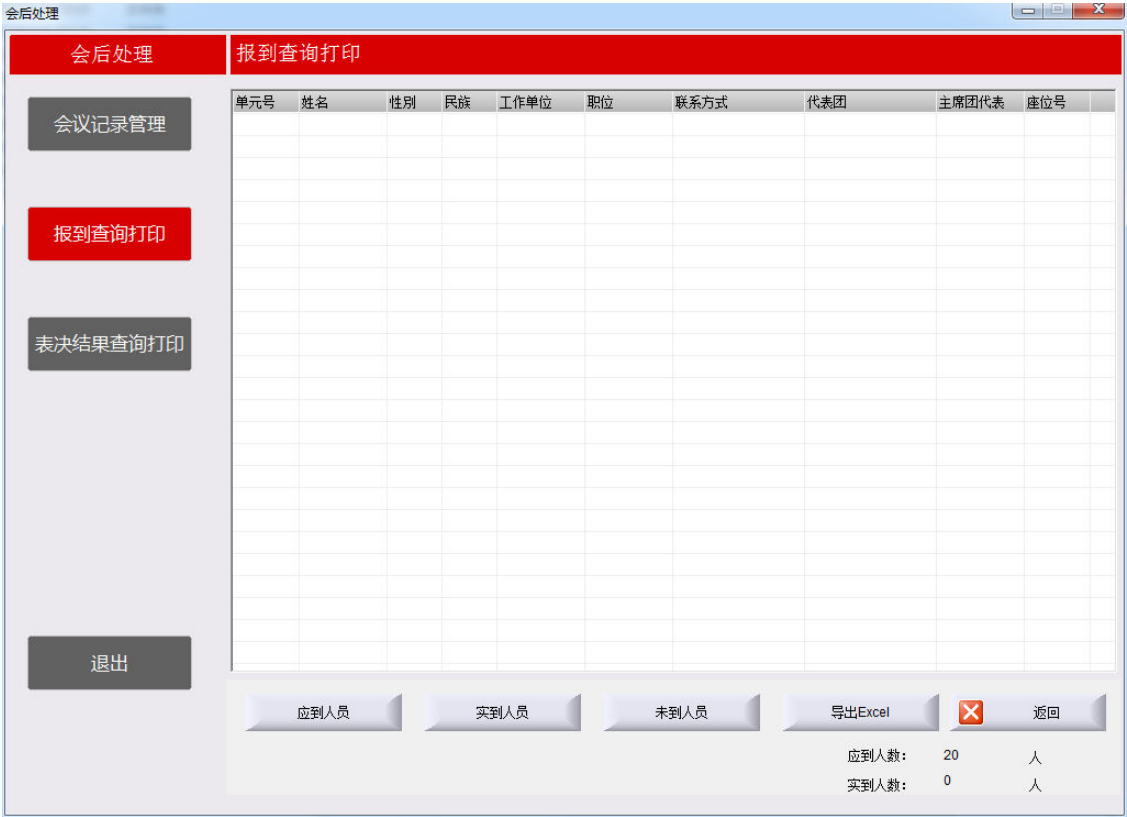 会后处理
会后处理
报到查询打印
会议记录管理
报到查询打印
表决结果查询打印
退出
单元号 姓名 性别 民族 工作单位 职位 联系方式 代表团 主席团代表 座位号
应到人员 实到人员 未到人员 导出Excel 返回
应到人数： 20 人
实到人数： 0 人